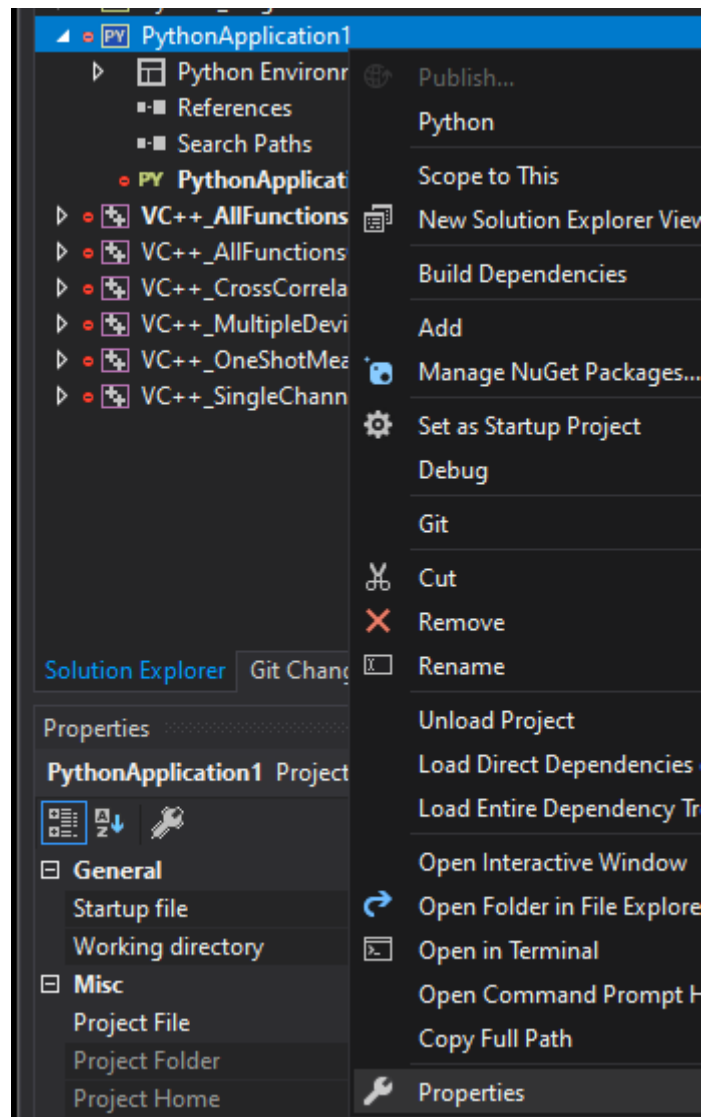 PY PythonApplication1
Python Environr
References
Search Paths
PY PythonApplicati
VC++_AllFunctions
VC++_AllFunctions
VC++_CrossCorrela
VC++_MultipleDevi
VC++_OneShotMea
VC++_SingleChann
Solution Explorer
Git Chang
Properties
PythonApplication1 Project
General
Startup file
Working directory
Misc
Project File
Project Folder
Project Home
Publish...
Python
Scope to This
New Solution Explorer View
Build Dependencies
Add
Manage NuGet Packages...
Set as Startup Project
Debug
Git
Cut
Remove
Rename
Unload Project
Load Direct Dependencies
Load Entire Dependency Tr
Open Interactive Window
Open Folder in File Explore
Open in Terminal
Open Command Prompt H
Copy Full Path
Properties